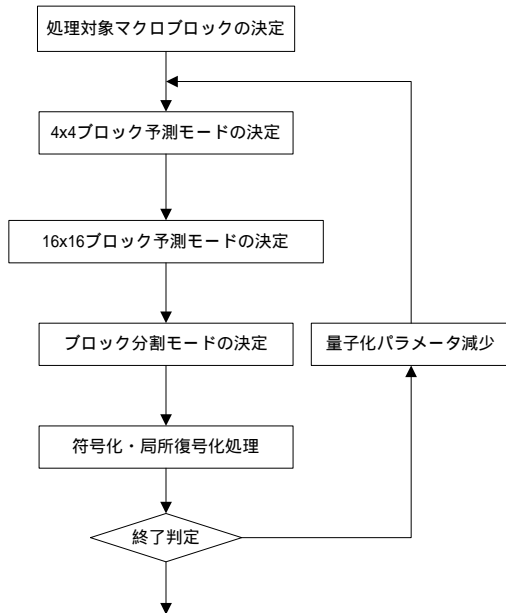 処理対象マクロブロックの決定
4x4ブロック予測モードの決定
16x16ブロック予測モードの決定
ブロック分割モードの決定
量子化パラメータ減少
符号化・局所復号化処理
終了判定